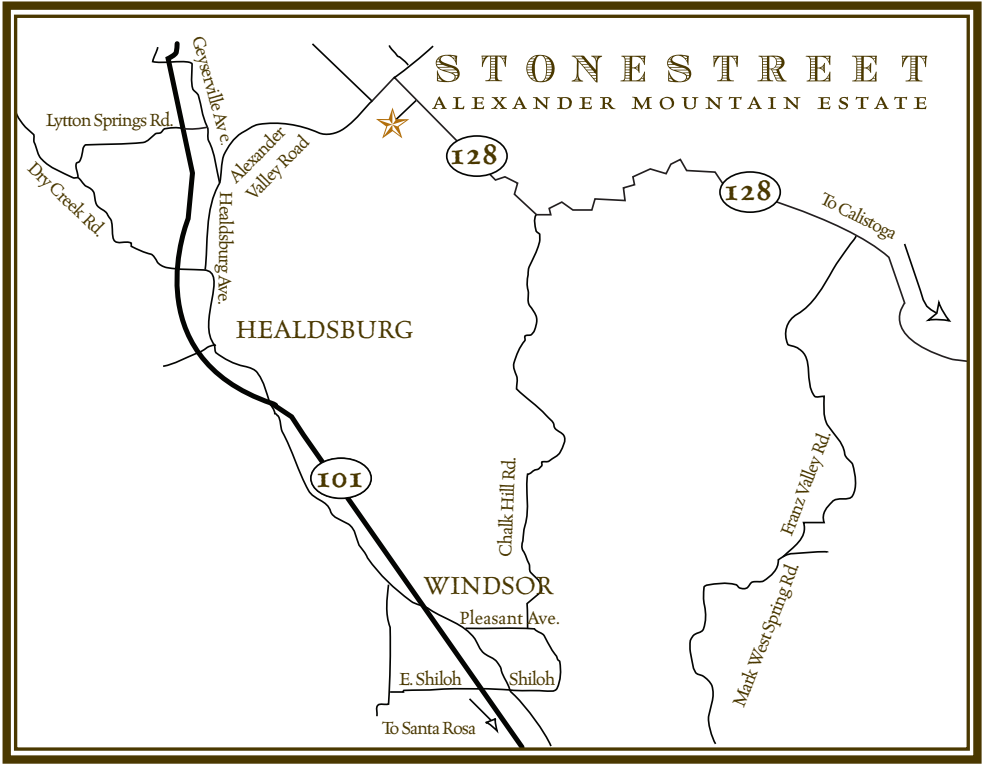 STONESTREET
ALEXANDER MOUNTAIN ESTATE
Geyserville Av e.
Lytton Springs Rd.
Alexander
Valley Road
128
128
Dry Creek Rd.
Healdsburg Ave.
To Calistoga
HEALDSBURG
101
Chalk Hill Rd.
Franz Valley Rd.
WINDSOR
Pleasant Ave.
Mark West Spring Rd.
E. Shiloh
Shiloh
To Santa Rosa